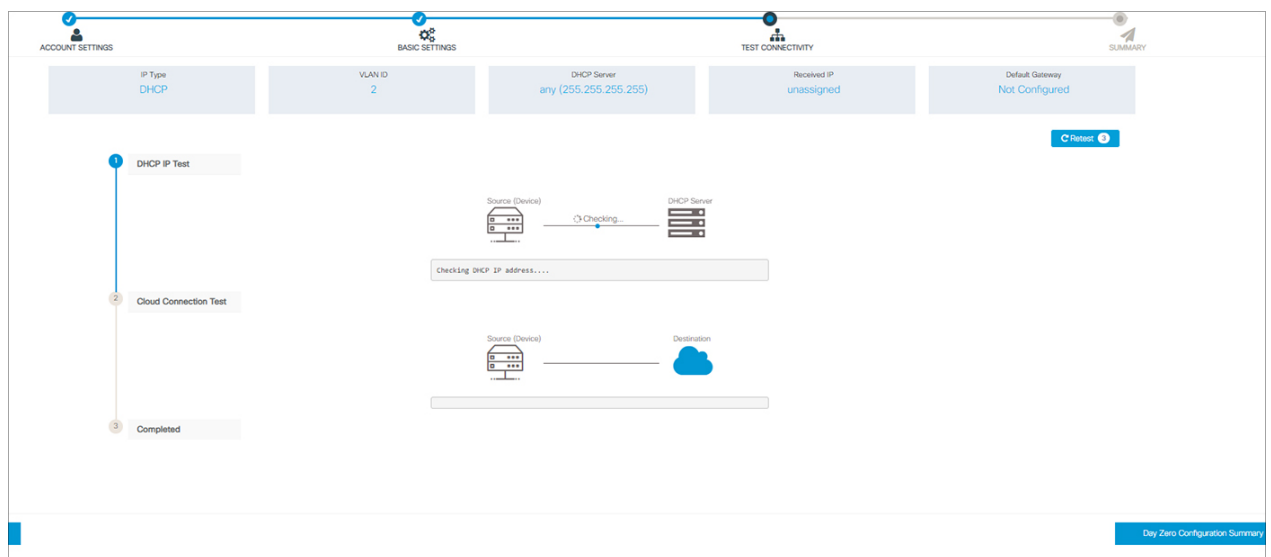 ACCOUNT SETTINGS
BASIC SETTINGS
TEST CONNECTIVITY
SUMMARY
IP Type
DHCP
VLAN ID
2
DHCP Server
any (255.255.255.255)
Received IP
unassigned
Default Gateway
Not Configured
Retest 3
1 DHCP IP Test
Source (Device)
Checking...
DHCP Server
Checking DHCP IP address....
2 Cloud Connection Test
Source (Device)
Destination
3 Completed
Day Zero Configuration Summary